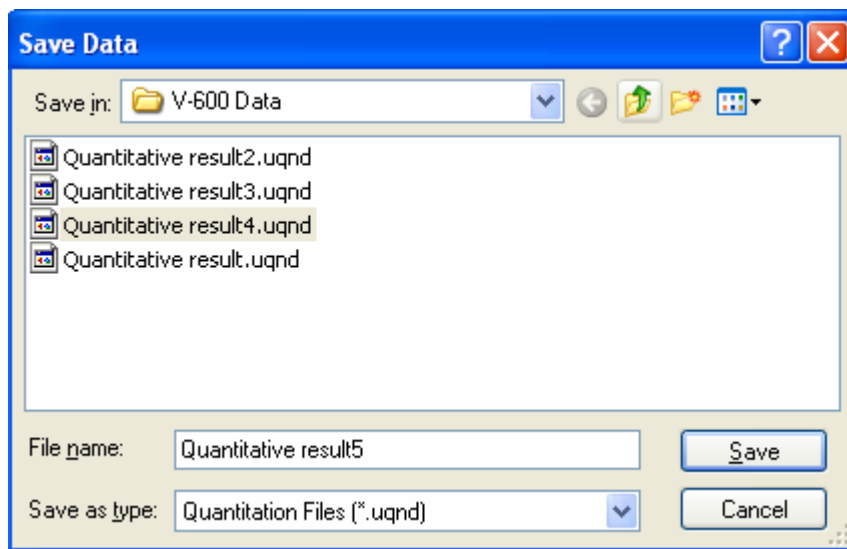 Save Data
Save in: V-600 Data
Quantitative result2.uqnd
Quantitative result3.uqnd
Quantitative result4.uqnd
Quantitative result.uqnd
File name: Quantitative result5 Save
Save as type: Quantitation Files (*.uqnd) Cancel